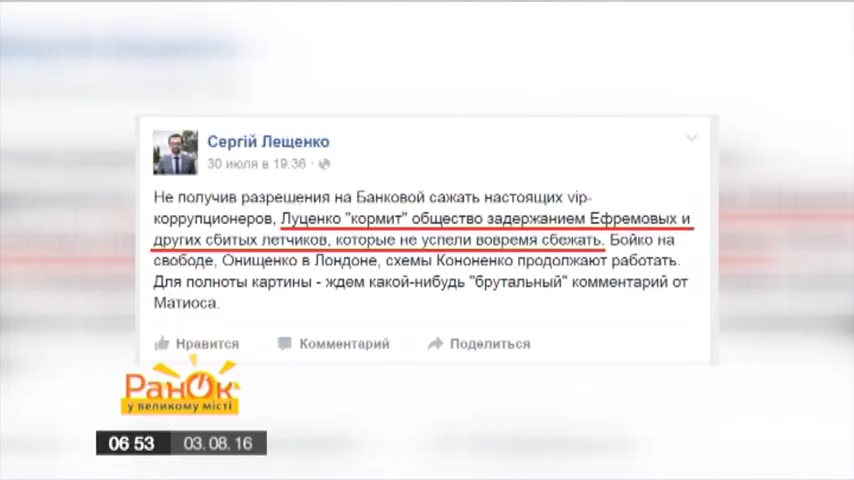 Сергій Лещенко
30 июля в 19:36 ·
Не получив разрешения на Банковой сажать настоящих vip-
коррупционеров, Луценко "кормит" общество задержанием Ефремовых и
других сбитых летчиков, которые не успели вовремя сбежать. Бойко на
свободе, Онищенко в Лондоне, схемы Кононенко продолжают работать.
Для полноты картины - ждем какой-нибудь "брутальный" комментарий от
Матиоса.
Нравится Комментарий Поделиться
РанОк
у великому місті
06 53 03. 08. 16